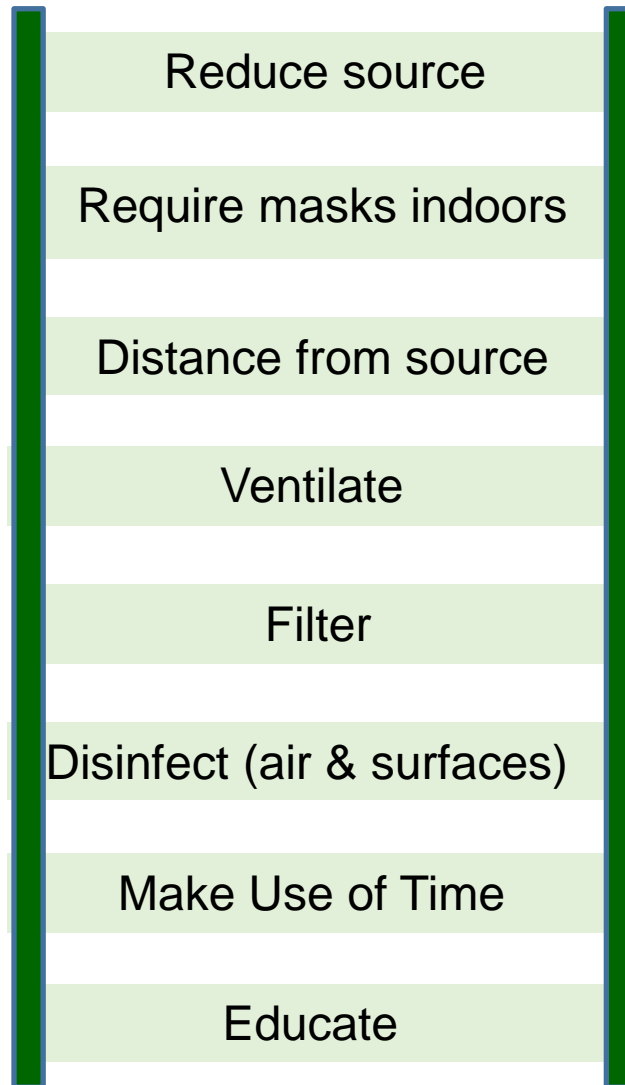 Reduce source
Require masks indoors
Distance from source
Ventilate
Filter
Disinfect (air & surfaces)
Make Use of Time
Educate